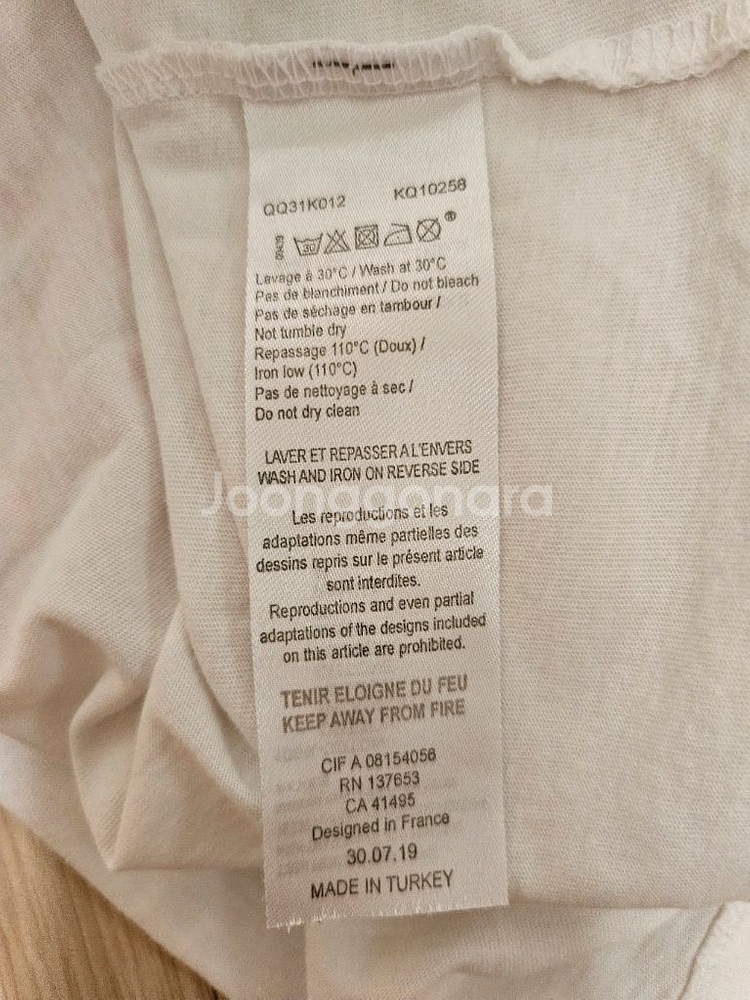 QQ31K012 KQ10258
30
®
Lavage à 30°C / Wash at 30°C
Pas de blanchiment / Do not bleach
Pas de séchage en tambour /
Not tumble dry
Repassage 110°C (Doux) /
Iron low (110°C)
Pas de nettoyage à sec /
Do not dry clean
LAVER ET REPASSER A L'ENVERS
WASH AND IRON ON REVERSE SIDE
Joonggonara
Les reproductions et les
adaptations même partielles des
dessins repris sur le présent article
sont interdites.
Reproductions and even partial
adaptations of the designs included
on this article are prohibited.
TENIR ELOIGNE DU FEU
KEEP AWAY FROM FIRE
CIF A 08154056
RN 137653
CA 41495
Designed in France
30.07.19
MADE IN TURKEY